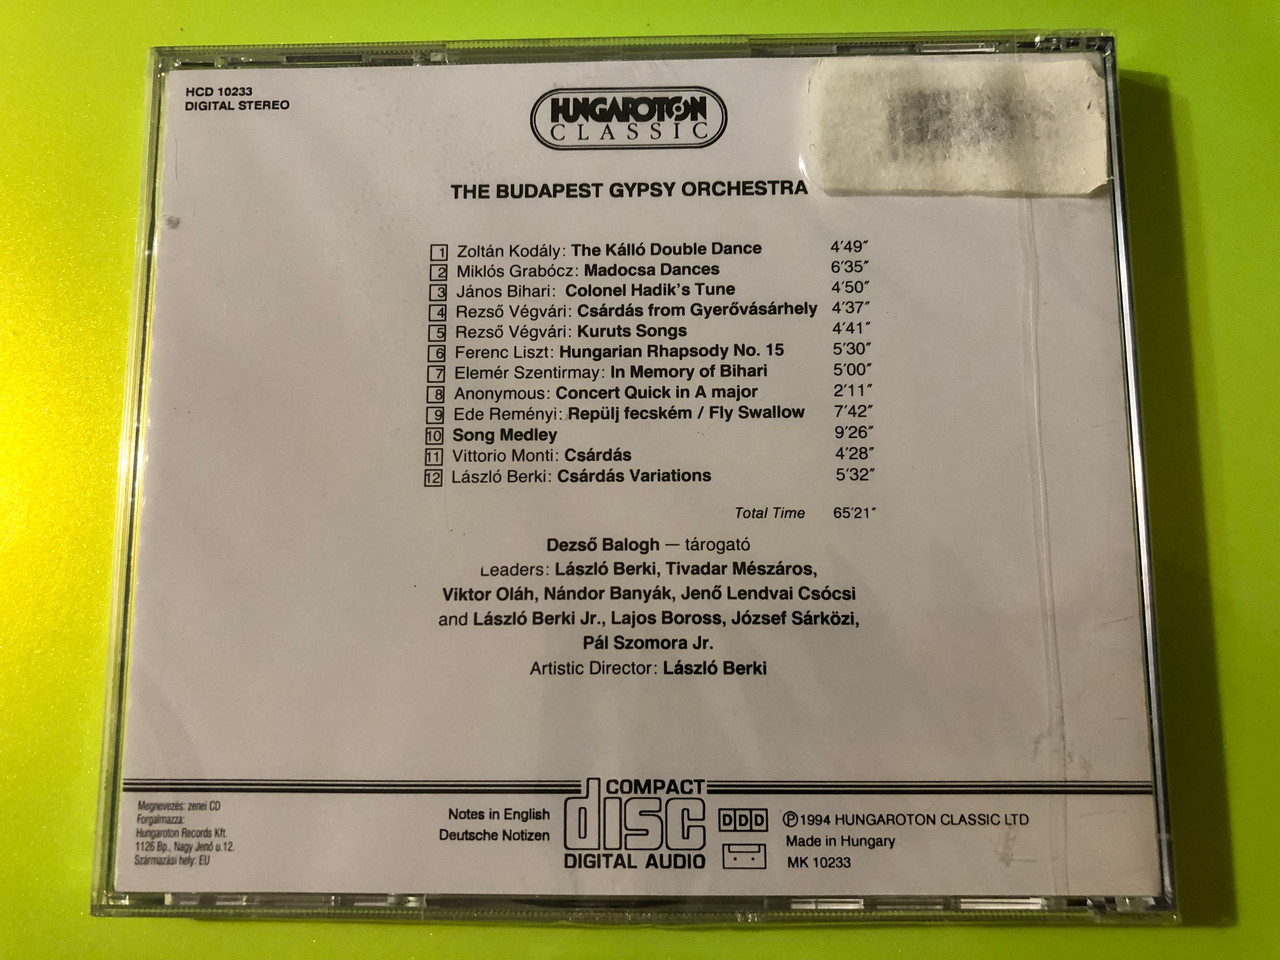 HCD 10233
DIGITAL STEREO
HUNGAROTON
CLASSIC
THE BUDAPEST GYPSY ORCHESTRA
1 Zoltán Kodály: The Kálló Double Dance 4′49″
2 Miklós Grabócz: Madocsa Dances 6′35″
3 János Bihari: Colonel Hadik's Tune 4′50″
4 Rezső Végvári: Csárdás from Gyerővásárhely 4′37″
5 Rezső Végvári: Kuruts Songs 4′41″
6 Ferenc Liszt: Hungarian Rhapsody No. 15 5′30″
7 Elemér Szentirmay: In Memory of Bihari 5′00″
8 Anonymous: Concert Quick in A major 2′11″
9 Ede Reményi: Repülj fecském / Fly Swallow 7′42″
10 Song Medley 9′26″
11 Vittorio Monti: Csárdás 4′28″
12 László Berki: Csárdás Variations 5′32″
Total Time 65′21″
Dezső Balogh — tárogató
Leaders: László Berki, Tivadar Mészáros,
Viktor Oláh, Nándor Banyák, Jenő Lendvai Csócsi
and László Berki Jr., Lajos Boross, József Sárközi,
Pál Szomora Jr.
Artistic Director: László Berki
Megnevezés: zenei CD
Forgalmazza:
Hungaroton Records Kft.
1126 Bp., Nagy Jenő u.12.
Származási hely: EU
Notes in English
Deutsche Notizen
COMPACT
disc
DIGITAL AUDIO
DDD
℗1994 HUNGAROTON CLASSIC LTD
Made in Hungary
MK 10233